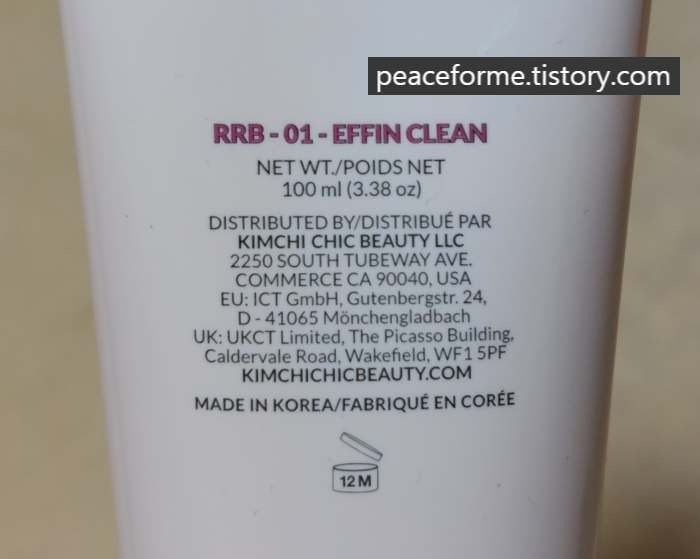 peaceforme.tistory.com
RRB - 01 - EFFIN CLEAN
NET WT./POIDS NET
100 ml (3.38 oz)
DISTRIBUTED BY/DISTRIBUÉ PAR
KIMCHI CHIC BEAUTY LLC
2250 SOUTH TUBEWAY AVE.
COMMERCE CA 90040, USA
EU: ICT GmbH, Gutenbergstr. 24,
D - 41065 Mönchengladbach
UK: UKCT Limited, The Picasso Building,
Caldervale Road, Wakefield, WF1 5PF
KIMCHICHICBEAUTY.COM
MADE IN KOREA/FABRIQUÉ EN CORÉE
12 M